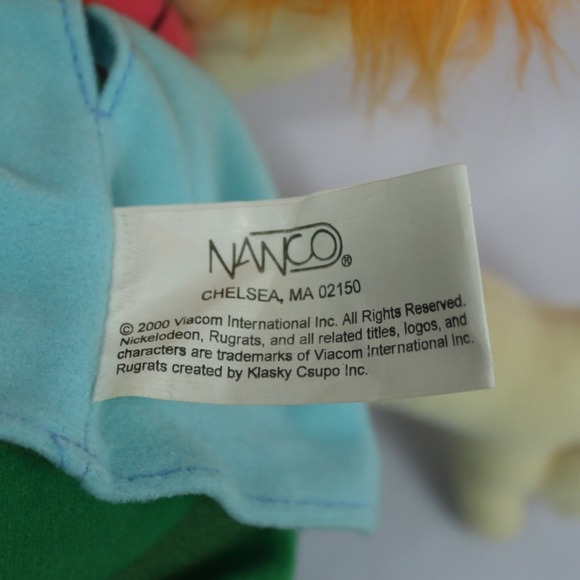 NANCO®
CHELSEA, MA 02150
© 2000 Viacom International Inc. All Rights Reserved.
Nickelodeon, Rugrats, and all related titles, logos, and
characters are trademarks of Viacom International Inc.
Rugrats created by Klasky Csupo Inc.